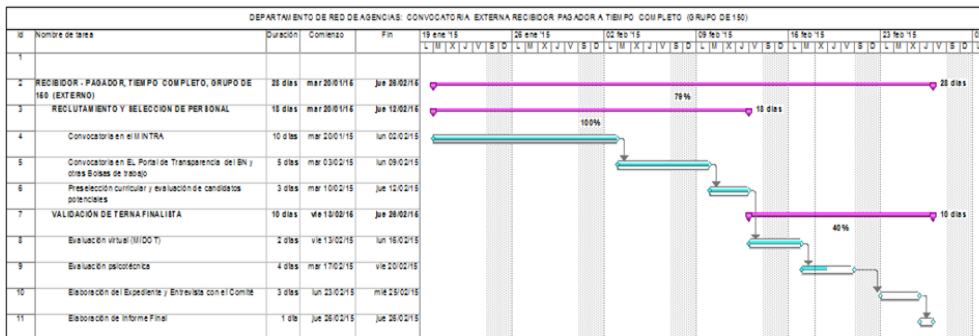 DEPARTAMENTO DE RED DE AGENCIAS: CONVOCATORIA EXTERNA RECIBIDOR PAGADOR A TIEMPO COMPLETO (GRUPO DE 150)
Id Nombre de tarea Duración Comienzo Fin 19 ene '15 26 ene '15 02 feb '15 09 feb '15 16 feb '15 23 feb '15
L M X J V S D L M X J V S D L M X J V S D L M X J V S D L M X J V S D L M X J V S D
1
2 RECIBIDOR - PAGADOR, TIEMPO COMPLETO, GRUPO DE 28 días mar 20/01/15 jue 26/02/15 28 días
150 (EXTERNO) 79%
3 RECLUTAMIENTO Y SELECCION DE PERSONAL 18 días mar 20/01/15 jue 12/02/15 18 días
100%
4 Convocatoria en el MINTRA 10 días mar 20/01/15 lun 02/02/15
5 Convocatoria en EL Portal de Transparencia del BN y 5 días mar 03/02/15 lun 09/02/15
otras Bolsas de trabajo
6 Preselección curricular y evaluación de candidatos 3 días mar 10/02/15 jue 12/02/15
potenciales
7 VALIDACIÓN DE TERNA FINALISTA 10 días vie 13/02/15 jue 26/02/15 10 días
40%
8 Evaluación virtual (MIDOT) 2 días vie 13/02/15 lun 16/02/15
9 Evaluación psicotécnica 4 días mar 17/02/15 vie 20/02/15
10 Elaboración del Expediente y Entrevista con el Comité 3 días lun 23/02/15 mié 25/02/15
11 Elaboración de Informe Final 1 día jue 26/02/15 jue 26/02/15